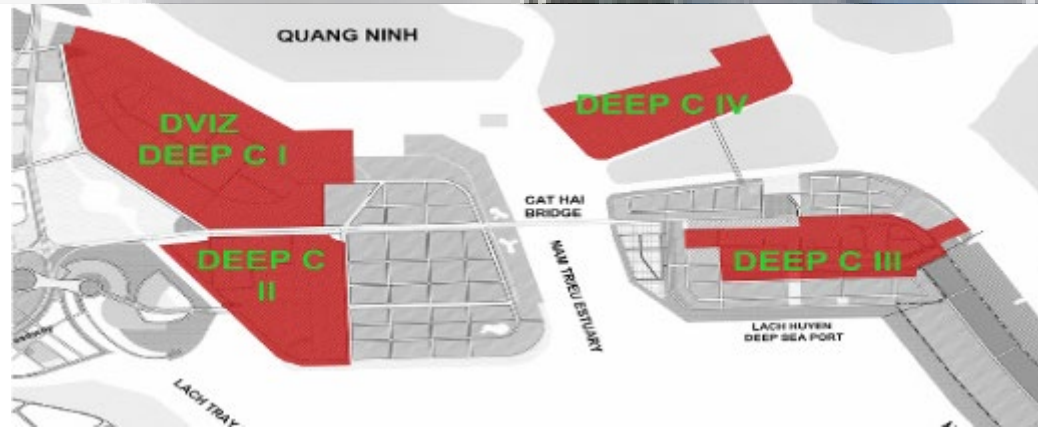 QUANG NINH
DEEP C IV
DVIZ
DEEP C I
CAT HAI
BRIDGE
DEEP C
II
NAM TRIEU ESTUARY
DEEP C III
LACH HUYEN
DEEP SEA PORT
LACH TRAY